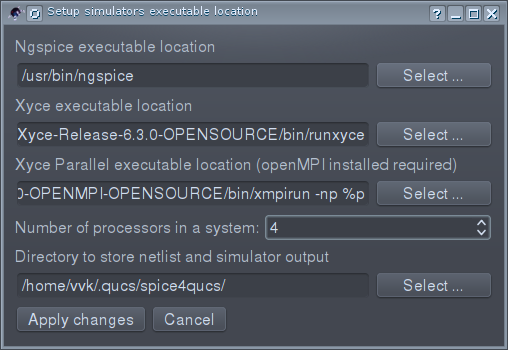 Setup simulators executable location
Ngspice executable location
/usr/bin/ngspice Select ...
Xyce executable location
Xyce-Release-6.3.0-OPENSOURCE/bin/runxyce Select ...
Xyce Parallel executable location (openMPI installed required)
0-OPENMPI-OPENSOURCE/bin/xmpirun -np %p Select ...
Number of processors in a system: 4
Directory to store netlist and simulator output
/home/vvk/.qucs/spice4qucs/ Select ...
Apply changes Cancel